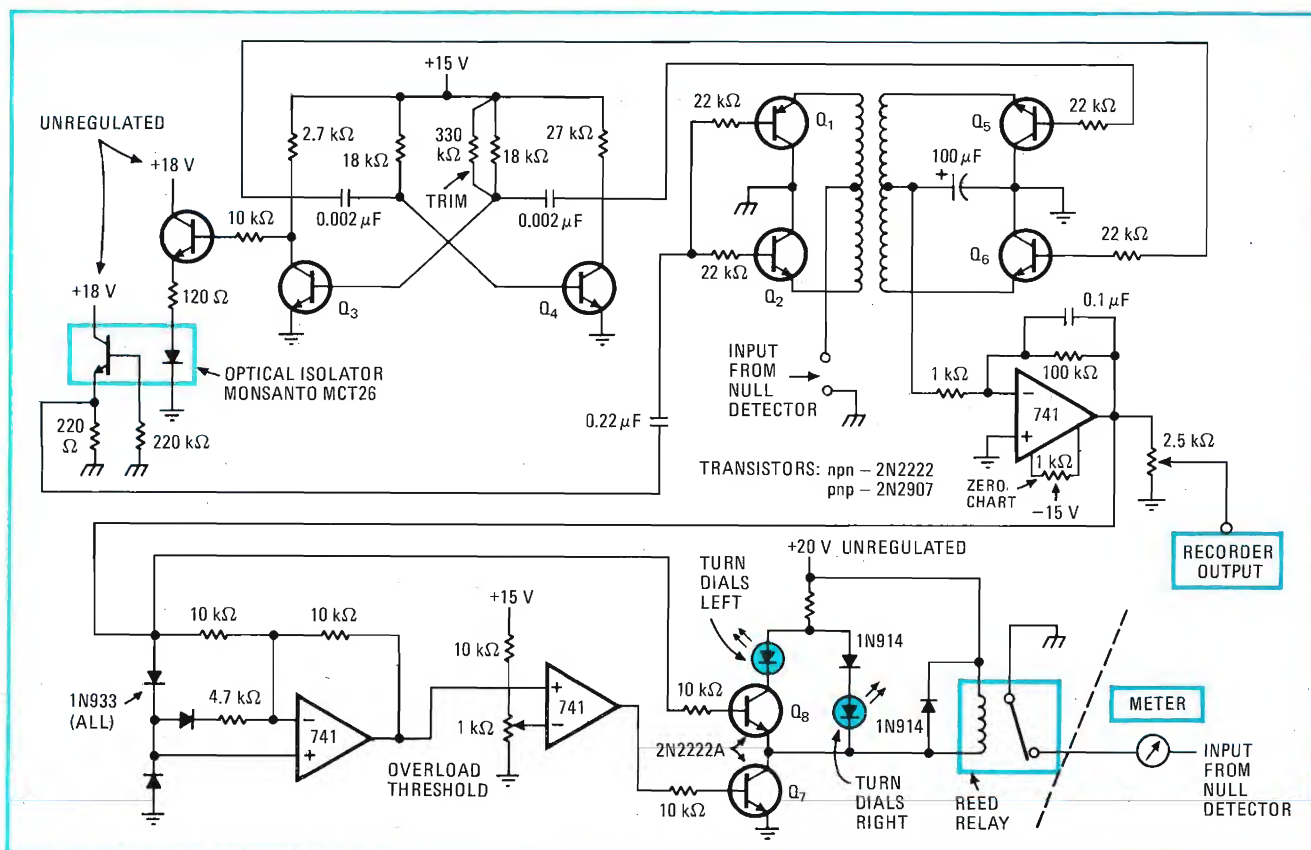 +15 V
UNREGULATED
+18 V
2.7 kΩ
18 kΩ
330
kΩ
18 kΩ
27 kΩ
TRIM
0.002 μF
0.002 μF
10 kΩ
Q3
Q4
+18 V
120 Ω
OPTICAL ISOLATOR
MONSANTO MCT26
220
Ω
220 kΩ
0.22 μF
22 kΩ
Q1
22 kΩ
Q2
100 μF
+
Q5
22 kΩ
Q6
22 kΩ
INPUT
FROM
NULL
DETECTOR
0.1 μF
1 kΩ
100 kΩ
–
741
+
1 kΩ
ZERO
CHART
–15 V
2.5 kΩ
TRANSISTORS: npn – 2N2222
pnp – 2N2907
RECORDER
OUTPUT
10 kΩ
10 kΩ
1N933
(ALL)
4.7 kΩ
–
741
+
OVERLOAD
THRESHOLD
+15 V
10 kΩ
1 kΩ
+
741
–
TURN
DIALS
LEFT
+20 V UNREGULATED
1N914
10 kΩ
Q8
2N2222A
10 kΩ
Q7
TURN
DIALS
RIGHT
1N914
REED
RELAY
METER
INPUT
FROM
NULL
DETECTOR